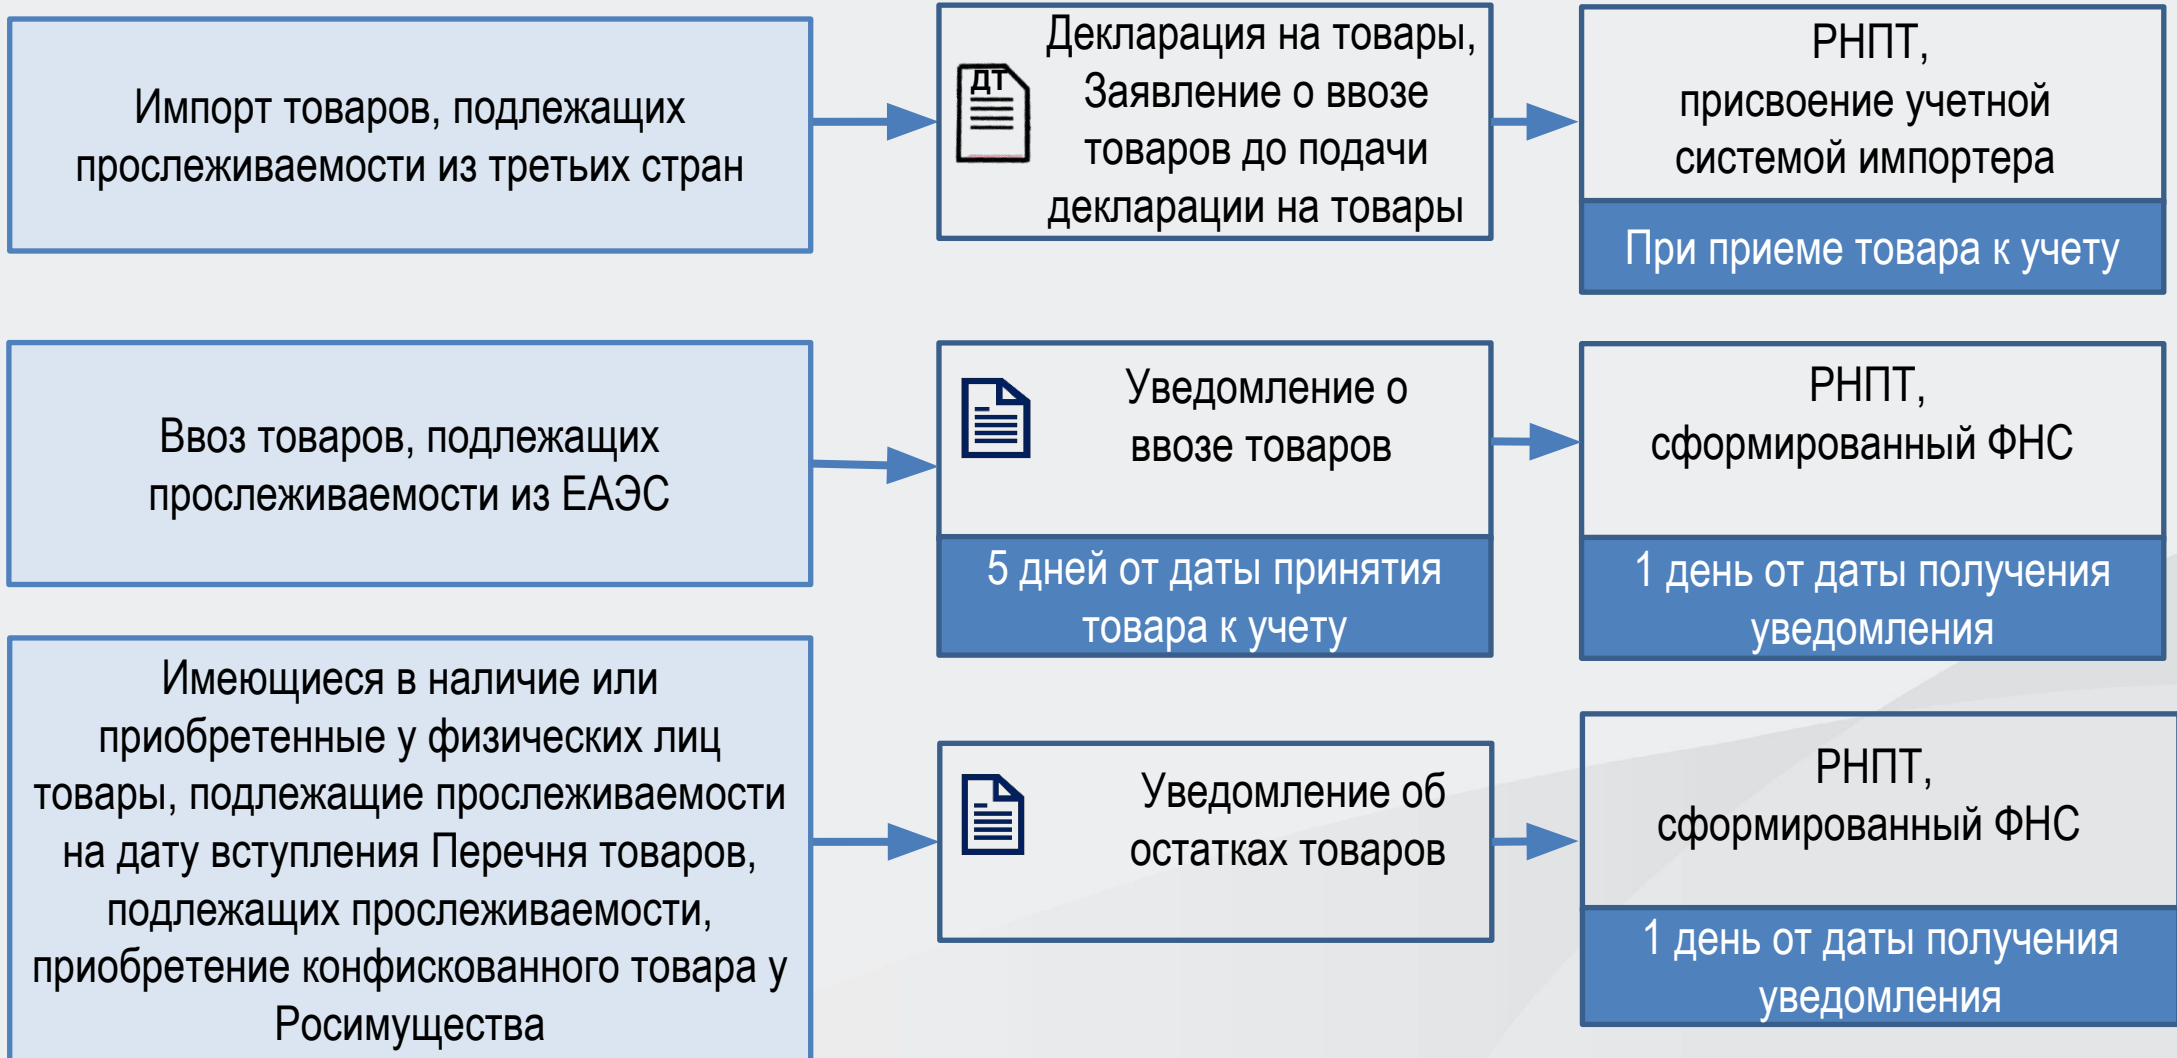 Импорт товаров, подлежащих
прослеживаемости из третьих стран
ДТ
Декларация на товары,
Заявление о ввозе
товаров до подачи
декларации на товары
РНПТ,
присвоение учетной
системой импортера
При приеме товара к учету
Ввоз товаров, подлежащих
прослеживаемости из ЕАЭС
Уведомление о
ввозе товаров
5 дней от даты принятия
товара к учету
РНПТ,
сформированный ФНС
1 день от даты получения
уведомления
Имеющиеся в наличие или
приобретенные у физических лиц
товары, подлежащие прослеживаемости
на дату вступления Перечня товаров,
подлежащих прослеживаемости,
приобретение конфискованного товара у
Росимущества
Уведомление об
остатках товаров
РНПТ,
сформированный ФНС
1 день от даты получения
уведомления